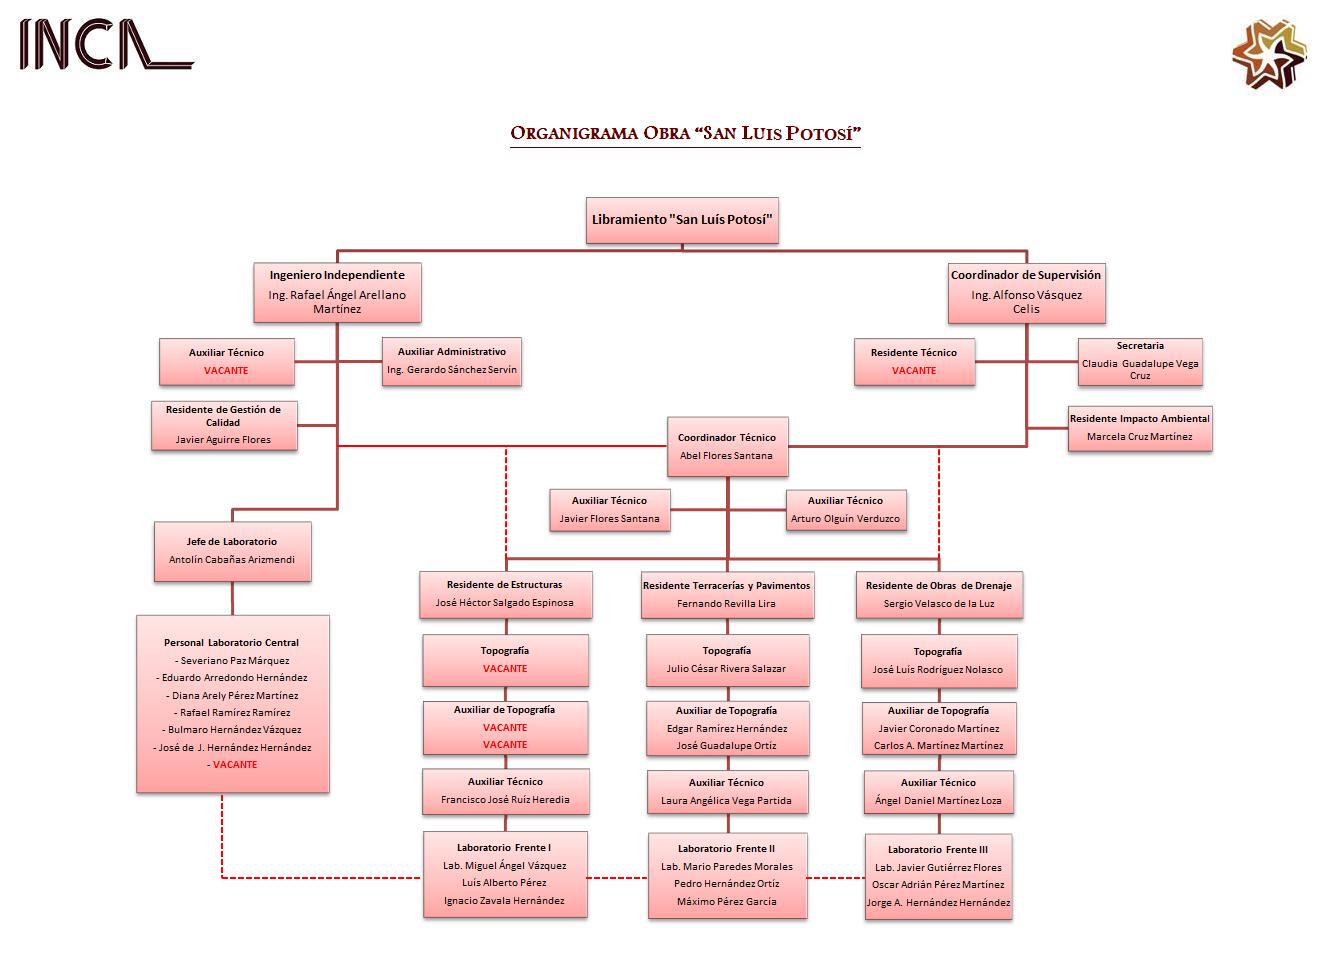 INCA
ORGANIGRAMA OBRA “SAN LUIS POTOSÍ”
Libramiento "San Luís Potosí"
Ingeniero Independiente
Ing. Rafael Ángel Arellano
Martínez
Coordinador de Supervisión
Ing. Alfonso Vásquez
Celis
Auxiliar Técnico
VACANTE
Auxiliar Administrativo
Ing. Gerardo Sánchez Servín
Residente Técnico
VACANTE
Secretaria
Claudia Guadalupe Vega
Cruz
Residente de Gestión de
Calidad
Javier Aguirre Flores
Residente Impacto Ambiental
Marcela Cruz Martínez
Coordinador Técnico
Abel Flores Santana
Auxiliar Técnico
Javier Flores Santana
Auxiliar Técnico
Arturo Olguín Verduzco
Jefe de Laboratorio
Antolín Cabañas Arizmendi
Personal Laboratorio Central
- Severiano Paz Márquez
- Eduardo Arredondo Hernández
- Diana Arely Pérez Martínez
- Rafael Ramírez Ramírez
- Bulmaro Hernández Vázquez
- José de J. Hernández Hernández
- VACANTE
Residente de Estructuras
José Héctor Salgado Espinosa
Topografía
VACANTE
Auxiliar de Topografía
VACANTE
VACANTE
Auxiliar Técnico
Francisco José Ruíz Heredia
Laboratorio Frente I
Lab. Miguel Ángel Vázquez
Luís Alberto Pérez
Ignacio Zavala Hernández
Residente Terracerías y Pavimentos
Fernando Revilla Lira
Topografía
Julio César Rivera Salazar
Auxiliar de Topografía
Edgar Ramírez Hernández
José Guadalupe Ortíz
Auxiliar Técnico
Laura Angélica Vega Partida
Laboratorio Frente II
Lab. Mario Paredes Morales
Pedro Hernández Ortíz
Máximo Pérez García
Residente de Obras de Drenaje
Sergio Velasco de la Luz
Topografía
José Luís Rodríguez Nolasco
Auxiliar de Topografía
Javier Coronado Martínez
Carlos A. Martínez Martínez
Auxiliar Técnico
Ángel Daniel Martínez Loza
Laboratorio Frente III
Lab. Javier Gutiérrez Flores
Oscar Adrián Pérez Martínez
Jorge A. Hernández Hernández